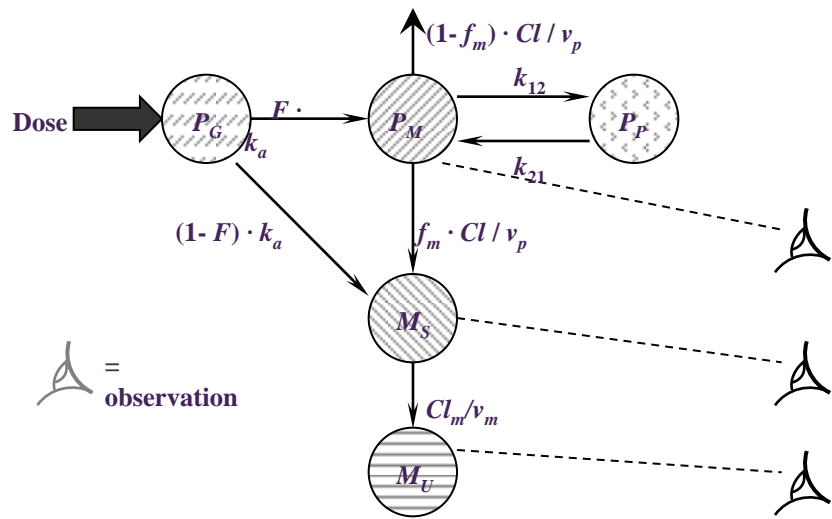 (1-f_m) · Cl / v_p
k_12
Dose
P_G
F ·
k_a
P_M
P_P
k_21
(1- F) · k_a
f_m · Cl / v_p
M_S
=
observation
Cl_m/v_m
M_U